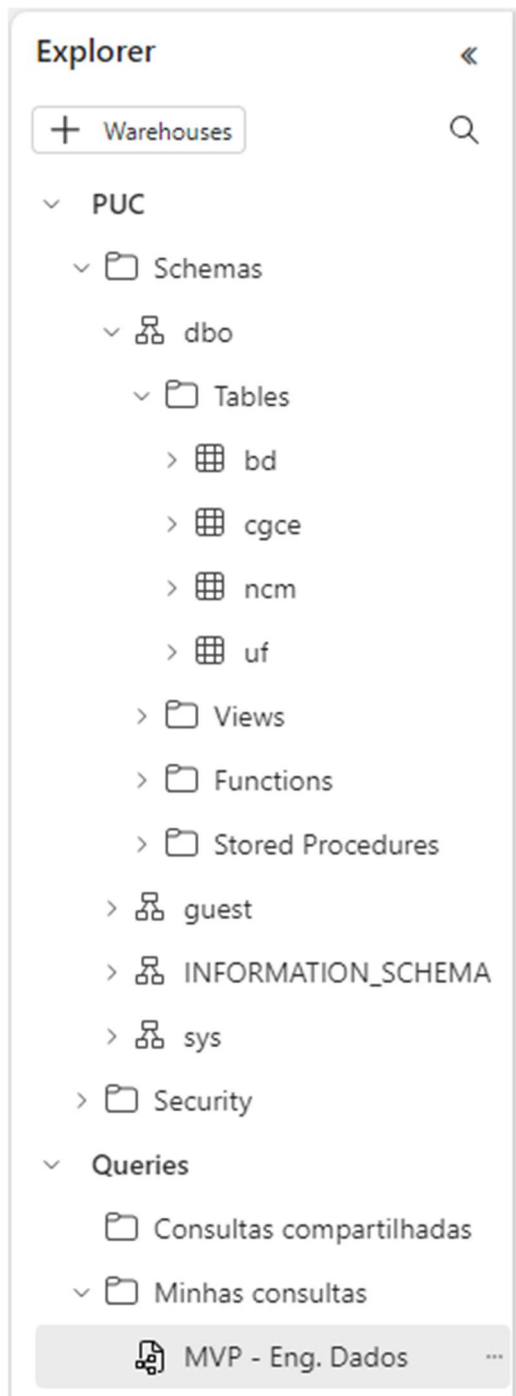 Explorer
Warehouses
PUC
Schemas
dbo
Tables
bd
cgce
ncm
uf
Views
Functions
Stored Procedures
guest
INFORMATION_SCHEMA
sys
Security
Queries
Consultas compartilhadas
Minhas consultas
MVP - Eng. Dados